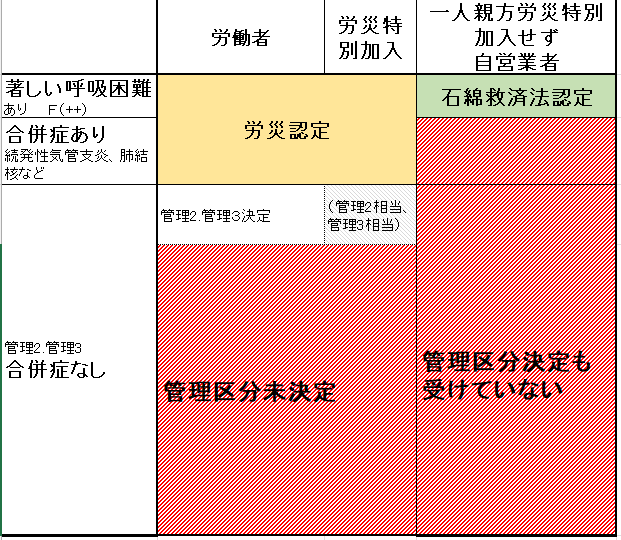 労働者
労災特
別加入
一人親方労災特別
加入せず
自営業者
著しい呼吸困難
あり　F(++)
労災認定
石綿救済法認定
合併症あり
続発性気管支炎、肺結
核など
管理2.管理3決定
（管理2相当、
管理3相当）
管理2.管理3
合併症なし
管理区分未決定
管理区分決定も
受けていない